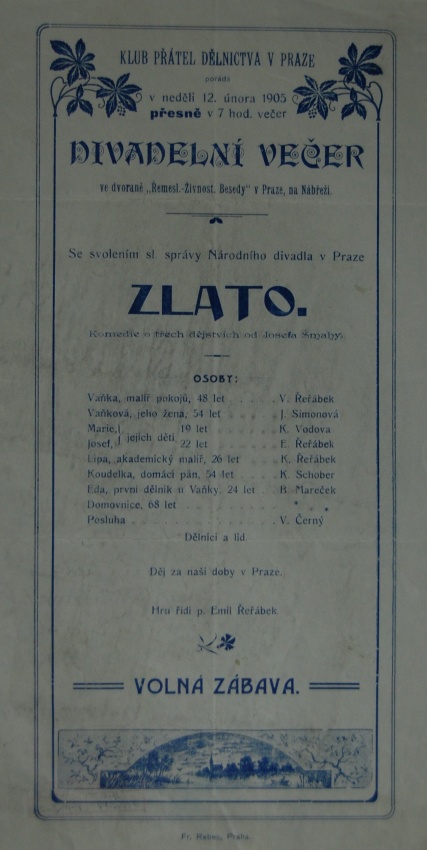 KLUB PŘÁTEL DĚLNICTVA V PRAZE
pořádá
v neděli 12. února 1905
přesně v 7 hod. večer
DIVADELNÍ VEČER
ve dvoraně „Řemesl.-Živnost. Besedy" v Praze, na Nábřeží.
Se svolením sl. správy Národního divadla v Praze
ZLATO.
Komedie o třech dějstvích od Josefa Šmahy.
OSOBY:
Vaňka, malíř pokojů, 48 let . . . . . V. Řeřábek
Vaňková, jeho žena, 54 let . . . . J. Simonová
Marie, } jejich děti 19 let . . . . . K. Vodova
Josef, } 22 let . . . . . E. Řeřábek
Lipa, akademický malíř, 26 let . . . . K. Řeřábek
Koudelka, domácí pán, 54 let . . . . K. Schober
Eda, první dělník u Vaňky, 24 let . . . B. Mareček
Domovnice, 68 let . . . . . . . . * * *
Posluha . . . . . . . . . . V. Černý
Dělníci a lid.
Děj za naší doby v Praze.
Hru řídí p. Emil Řeřábek.
VOLNÁ ZÁBAVA.
Fr. Praha.